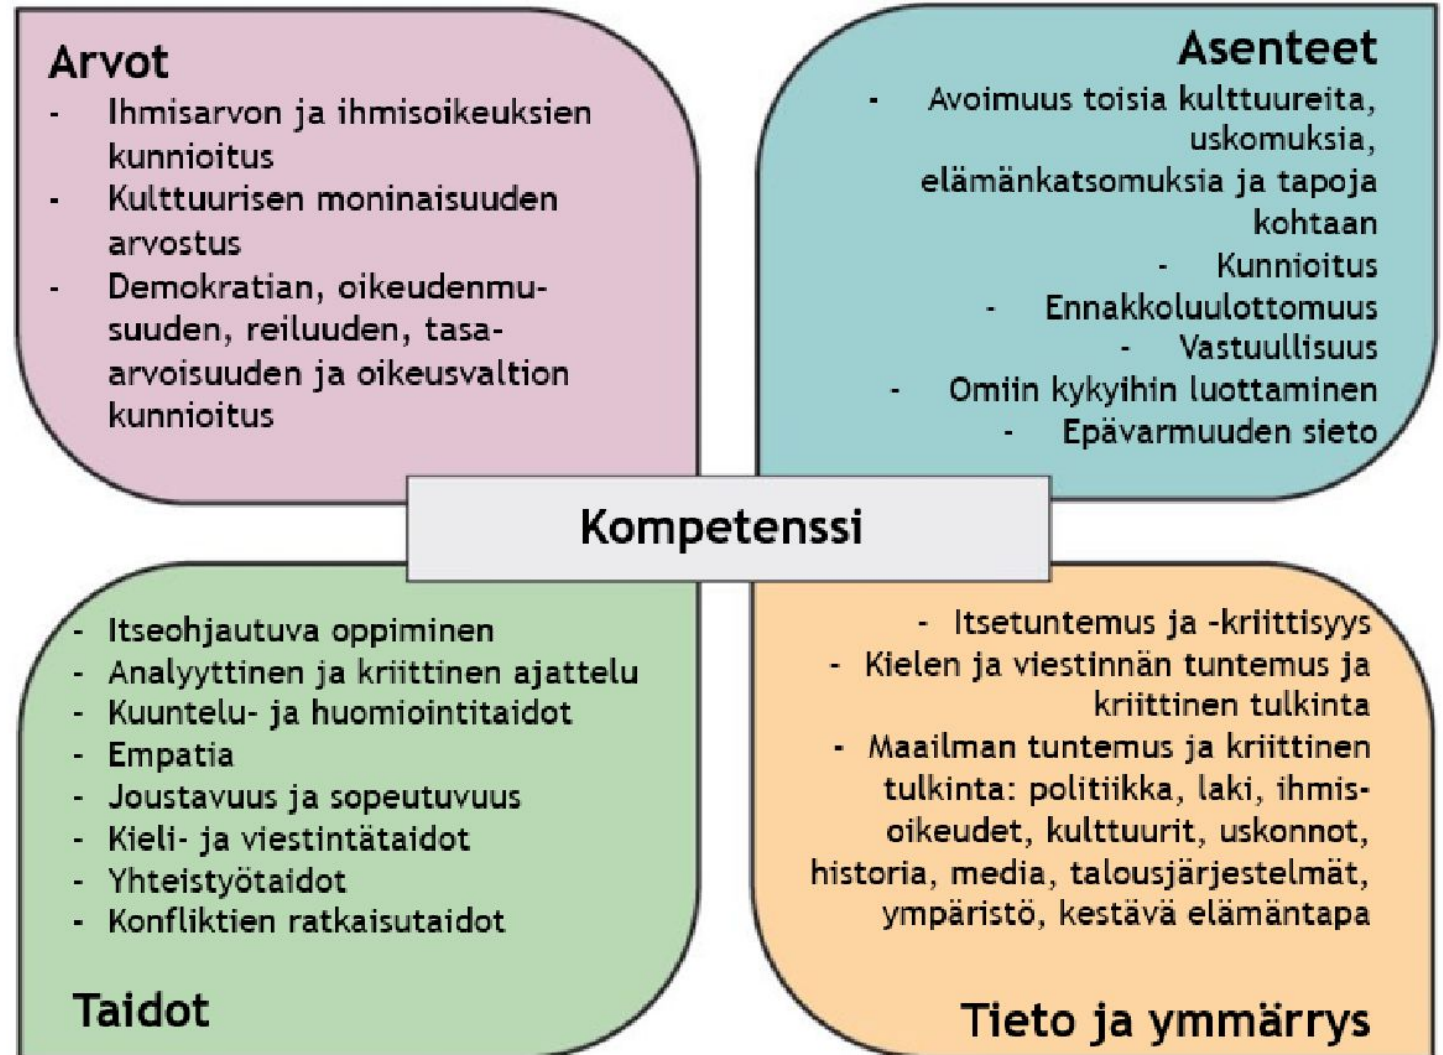 Arvot
- Ihmisarvon ja ihmisoikeuksien
kunnioitus
- Kulttuurisen moninaisuuden
arvostus
- Demokratian, oikeudenmu-
suuden, reiluuden, tasa-
arvoisuuden ja oikeusvaltion
kunnioitus
Asenteet
- Avoimuus toisia kulttuureita,
uskomuksia,
elämänkatsomuksia ja tapoja
kohtaan
- Kunnioitus
- Ennakkoluulottomuus
- Vastuullisuus
- Omiin kykyihin luottaminen
- Epävarmuuden sieto
Kompetenssi
- Itseohjautuva oppiminen
- Analyyttinen ja kriittinen ajattelu
- Kuuntelu- ja huomiointitaidot
- Empatia
- Joustavuus ja sopeutuvuus
- Kieli- ja viestintätaidot
- Yhteistyötaidot
- Konfliktien ratkaisutaidot
Taidot
- Itsetuntemus ja -kriittisyys
- Kielen ja viestinnän tuntemus ja
kriittinen tulkinta
- Maailman tuntemus ja kriittinen
tulkinta: politiikka, laki, ihmis-
oikeudet, kulttuurit, uskonnot,
historia, media, talousjärjestelmät,
ympäristö, kestävä elämäntapa
Tieto ja ymmärrys